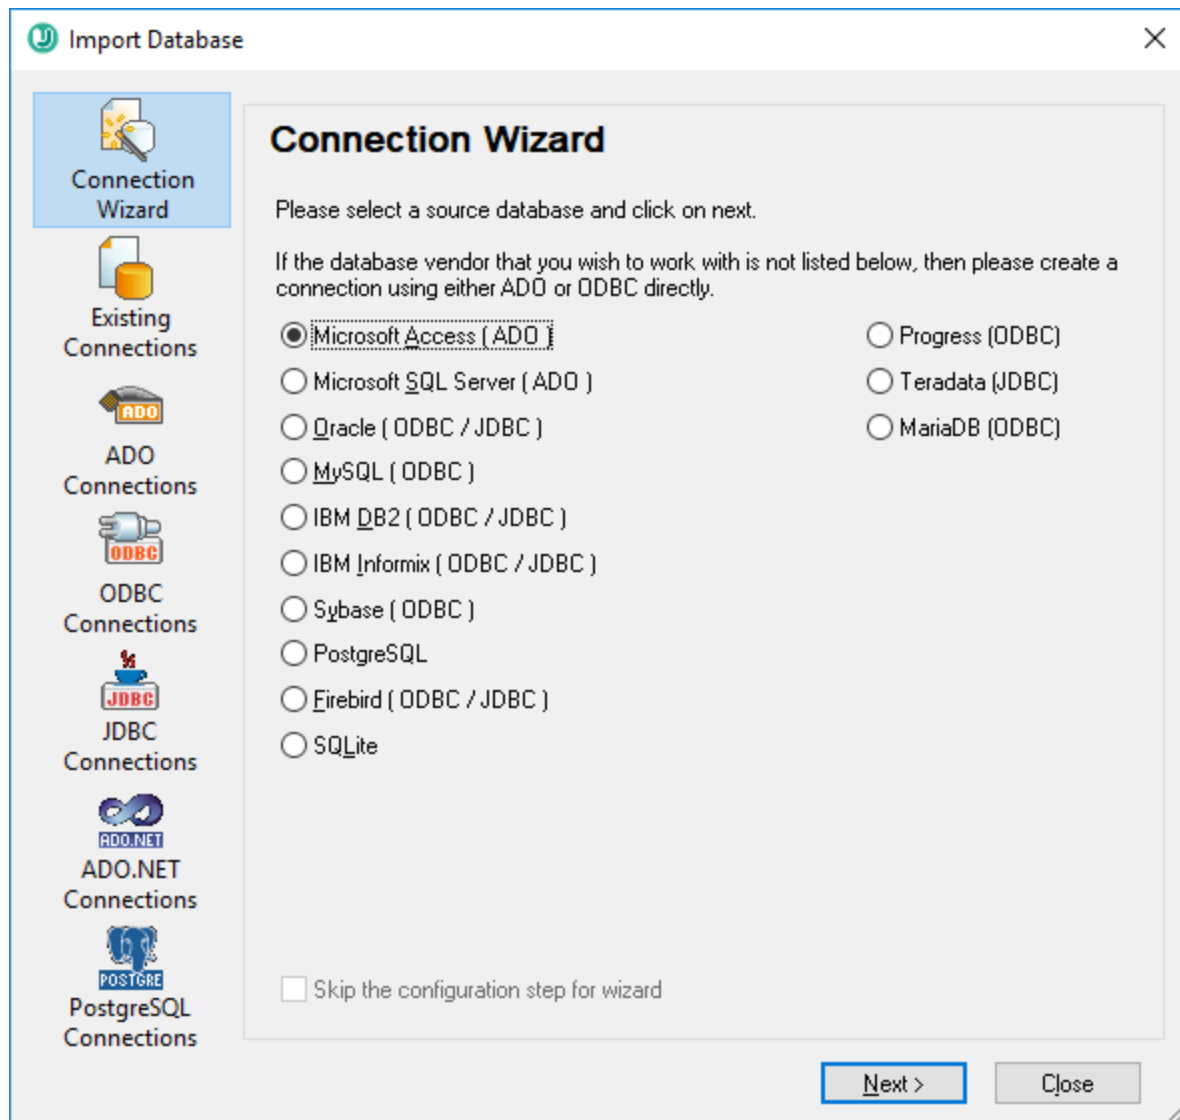 Import Database
Connection
Wizard
Existing
Connections
ADO
ADO
Connections
ODBC
ODBC
Connections
JDBC
JDBC
Connections
ADO.NET
ADO.NET
Connections
POSTGRE
PostgreSQL
Connections
Connection Wizard
Please select a source database and click on next.
If the database vendor that you wish to work with is not listed below, then please create a
connection using either ADO or ODBC directly.
Microsoft Access ( ADO )
Microsoft SQL Server ( ADO )
Oracle ( ODBC / JDBC )
MySQL ( ODBC )
IBM DB2 ( ODBC / JDBC )
IBM Informix ( ODBC / JDBC )
Sybase ( ODBC )
PostgreSQL
Firebird ( ODBC / JDBC )
SQLite
Progress (ODBC)
Teradata (JDBC)
MariaDB (ODBC)
Skip the configuration step for wizard
Next >
Close